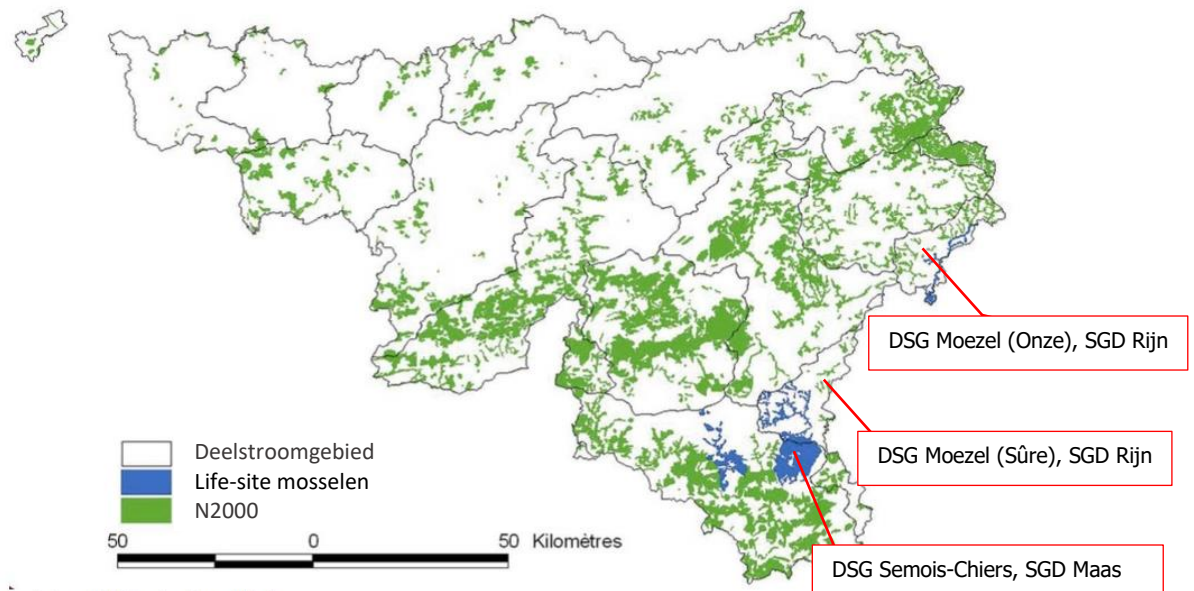 DSG Moezel (Onze), SGD Rijn
DSG Moezel (Sûre), SGD Rijn
DSG Semois-Chiers, SGD Maas
Deelstroomgebied
Life-site mosselen
N2000
50 0 50 Kilomètres